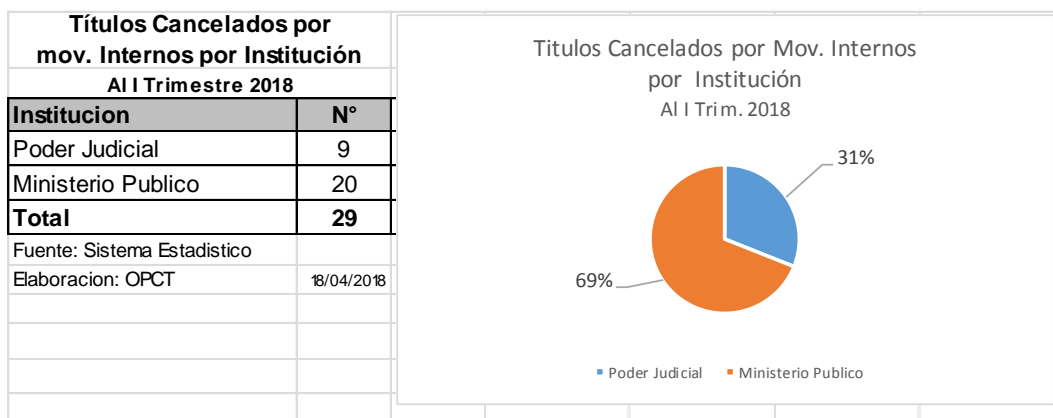 Títulos Cancelados por
mov. Internos por Institución
Al I Trimestre 2018
Institucion N°
Poder Judicial 9
Ministerio Publico 20
Total 29
Fuente: Sistema Estadistico
Elaboracion: OPCT 18/04/2018
Titulos Cancelados por Mov. Internos
por Institución
Al I Trim. 2018
31%
69%
Poder Judicial Ministerio Publico